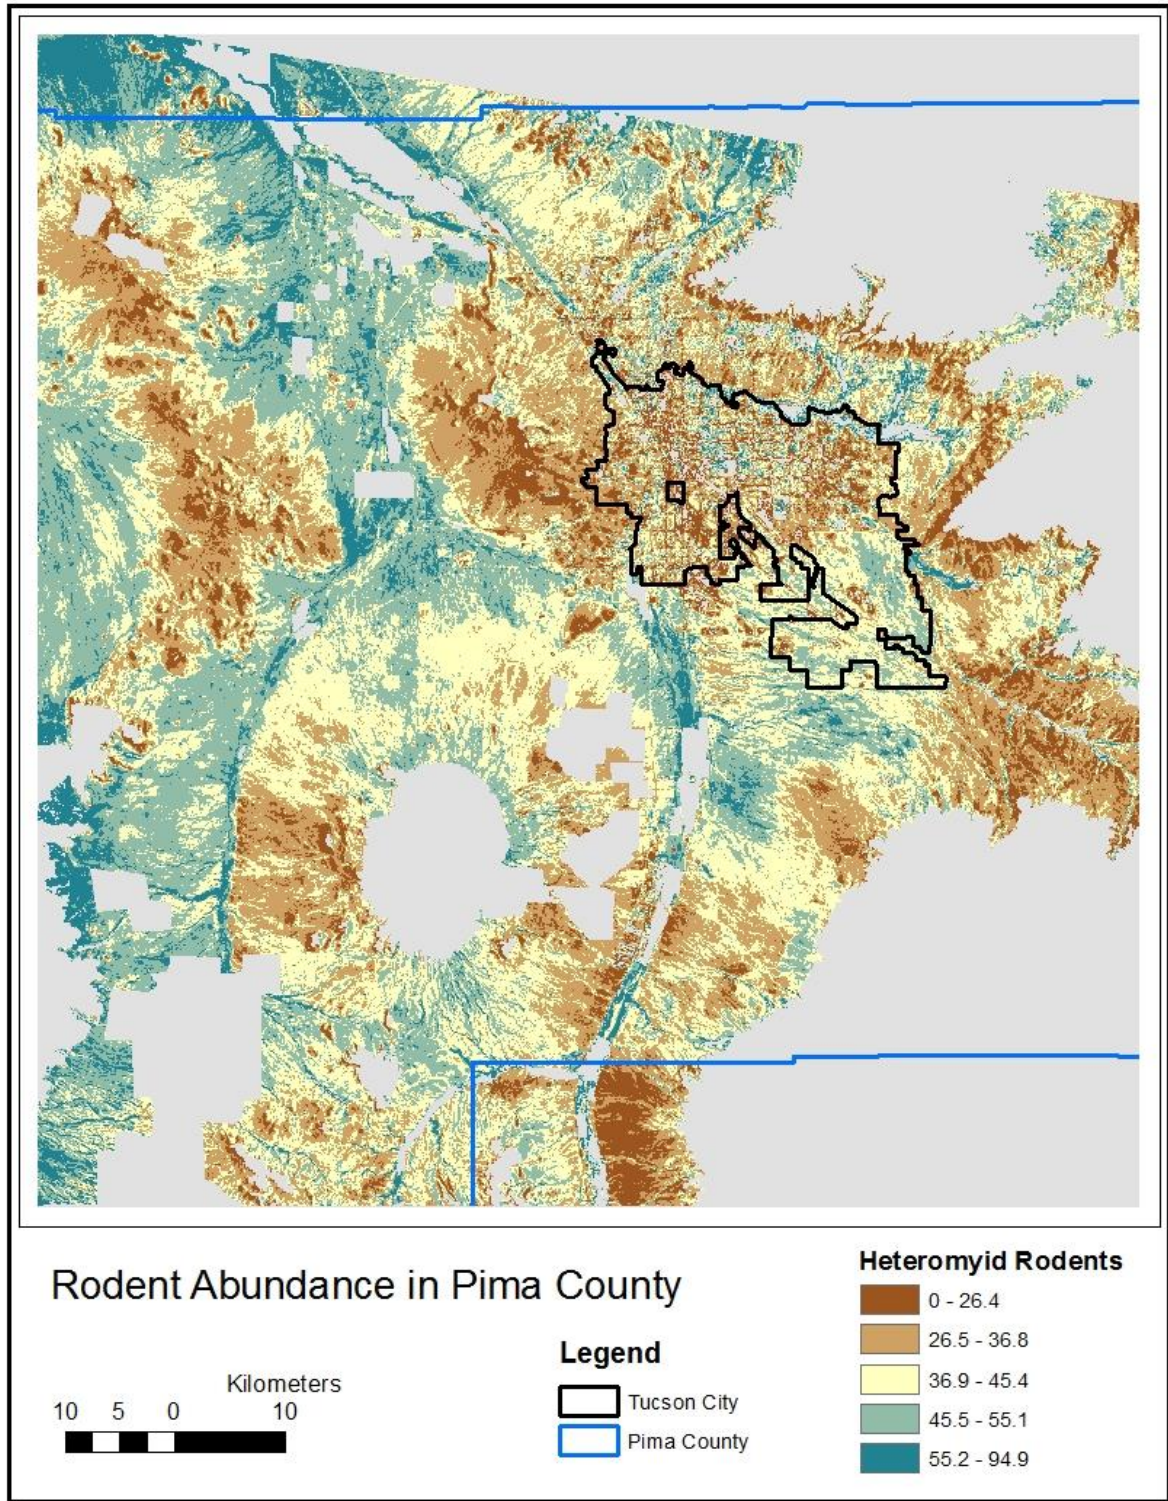 Rodent Abundance in Pima County
Kilometers
10 5 0 10
Legend
Tucson City
Pima County
Heteromyid Rodents
0 - 26.4
26.5 - 36.8
36.9 - 45.4
45.5 - 55.1
55.2 - 94.9